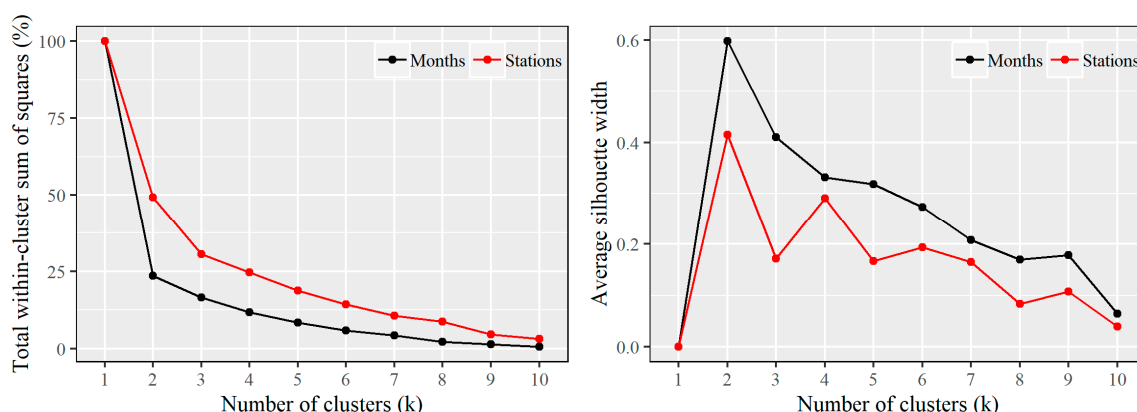 Total within-cluster sum of squares (%)
100
75
50
25
0
Months Stations
1 2 3 4 5 6 7 8 9 10
Number of clusters (k)
Average silhouette width
0.6
0.4
0.2
0.0
Months Stations
1 2 3 4 5 6 7 8 9 10
Number of clusters (k)